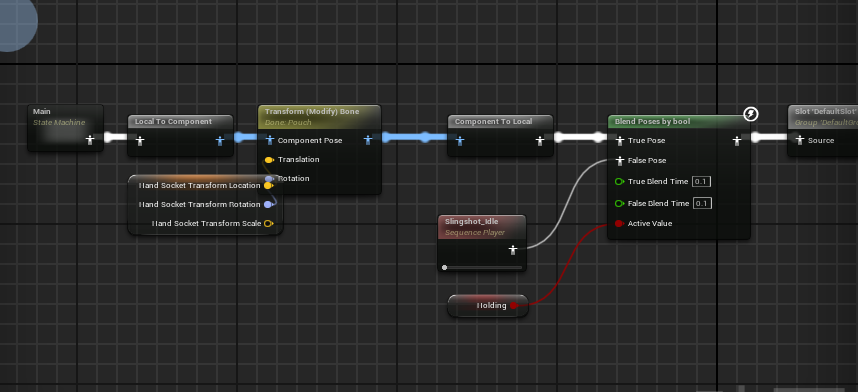 Main
State Machine
Local To Component
Transform (Modify) Bone
Bone: Pouch
Component Pose
Translation
Rotation
Hand Socket Transform Location
Hand Socket Transform Rotation
Hand Socket Transform Scale
Component To Local
Slingshot_Idle
Sequence Player
Holding
Blend Poses by bool
True Pose
False Pose
True Blend Time 0.1
False Blend Time 0.1
Active Value
Slot 'DefaultSlot'
Group 'DefaultGr
Source